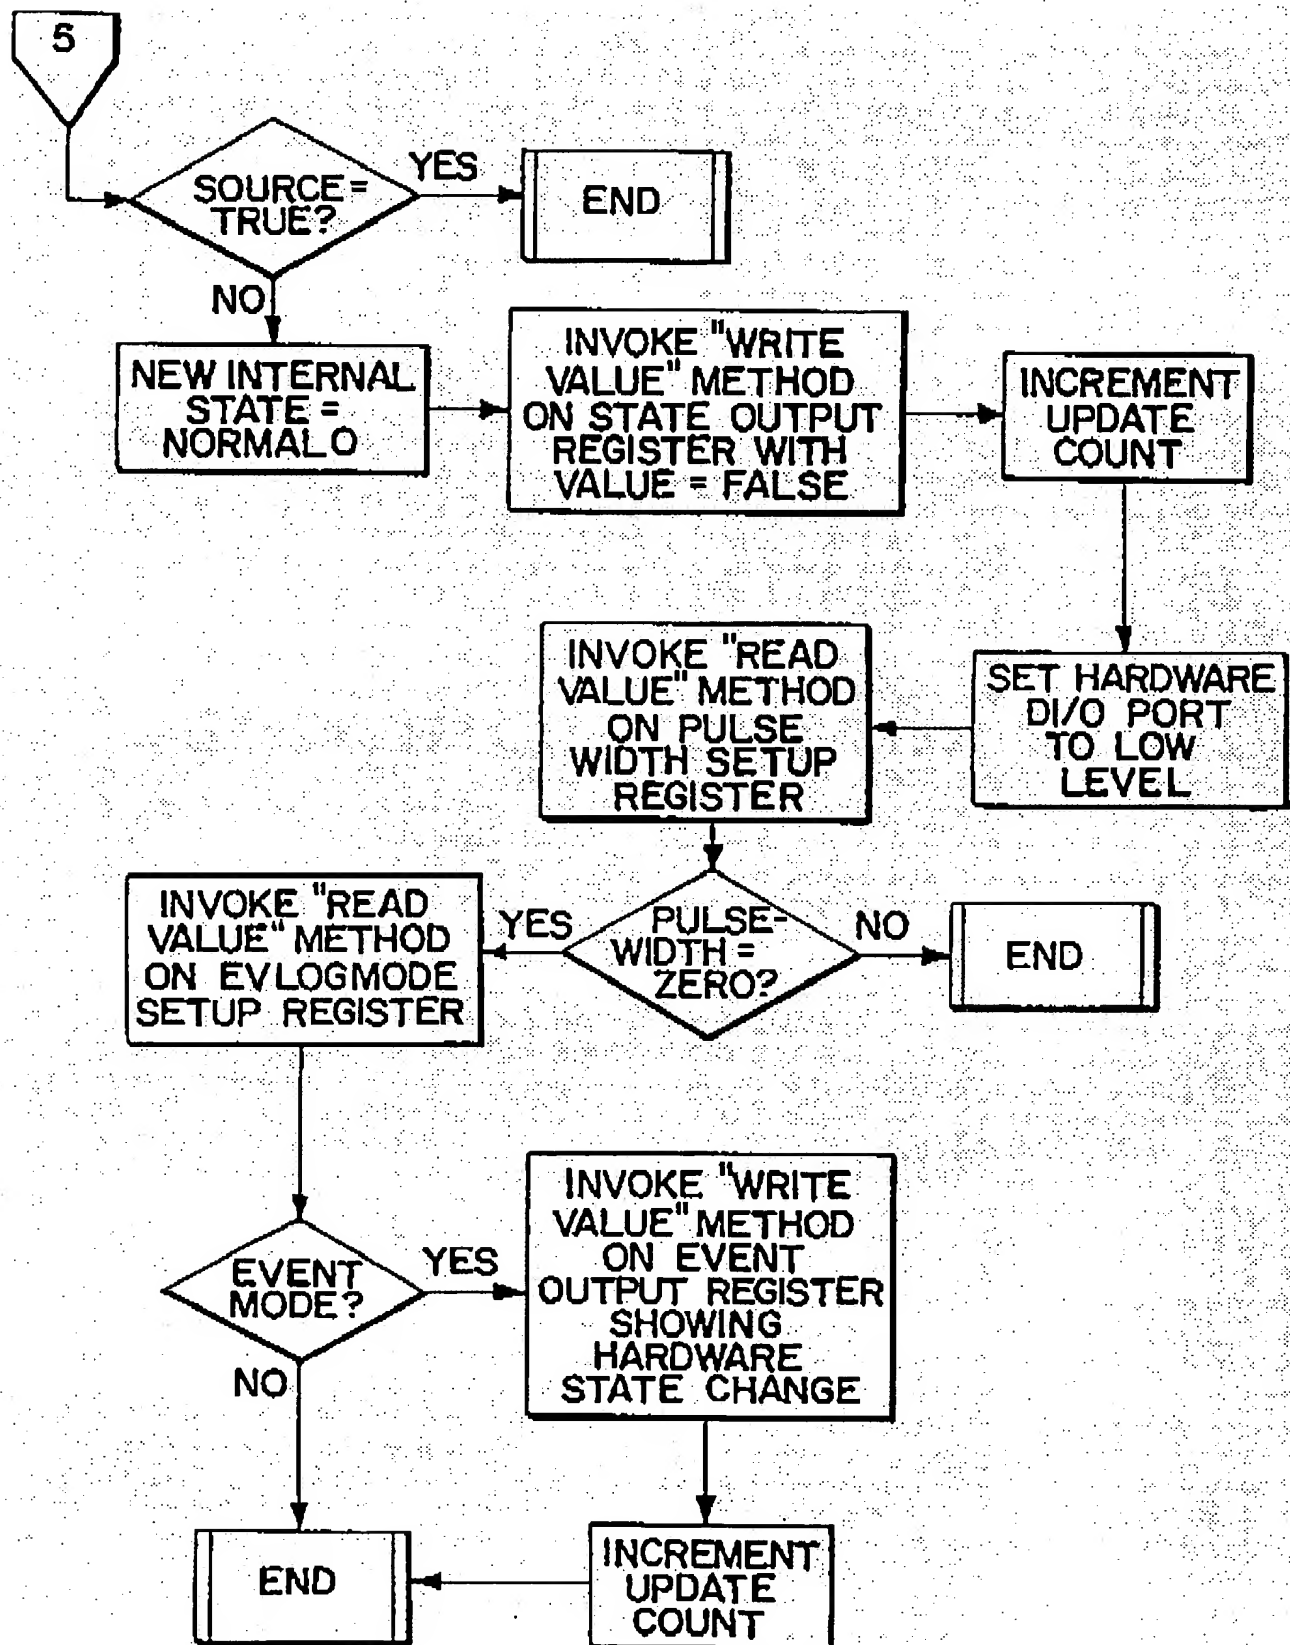 5
SOURCE =
TRUE?
YES
END
NO
NEW INTERNAL
STATE =
NORMAL O
INVOKE "WRITE
VALUE" METHOD
ON STATE OUTPUT
REGISTER WITH
VALUE = FALSE
INCREMENT
UPDATE
COUNT
SET HARDWARE
DI/O PORT
TO LOW
LEVEL
INVOKE "READ
VALUE" METHOD
ON PULSE
WIDTH SETUP
REGISTER
PULSE-
WIDTH =
ZERO?
NO
END
YES
INVOKE "READ
VALUE" METHOD
ON EVLOGMODE
SETUP REGISTER
EVENT
MODE?
YES
INVOKE "WRITE
VALUE" METHOD
ON EVENT
OUTPUT REGISTER
SHOWING
HARDWARE
STATE CHANGE
NO
END
INCREMENT
UPDATE
COUNT